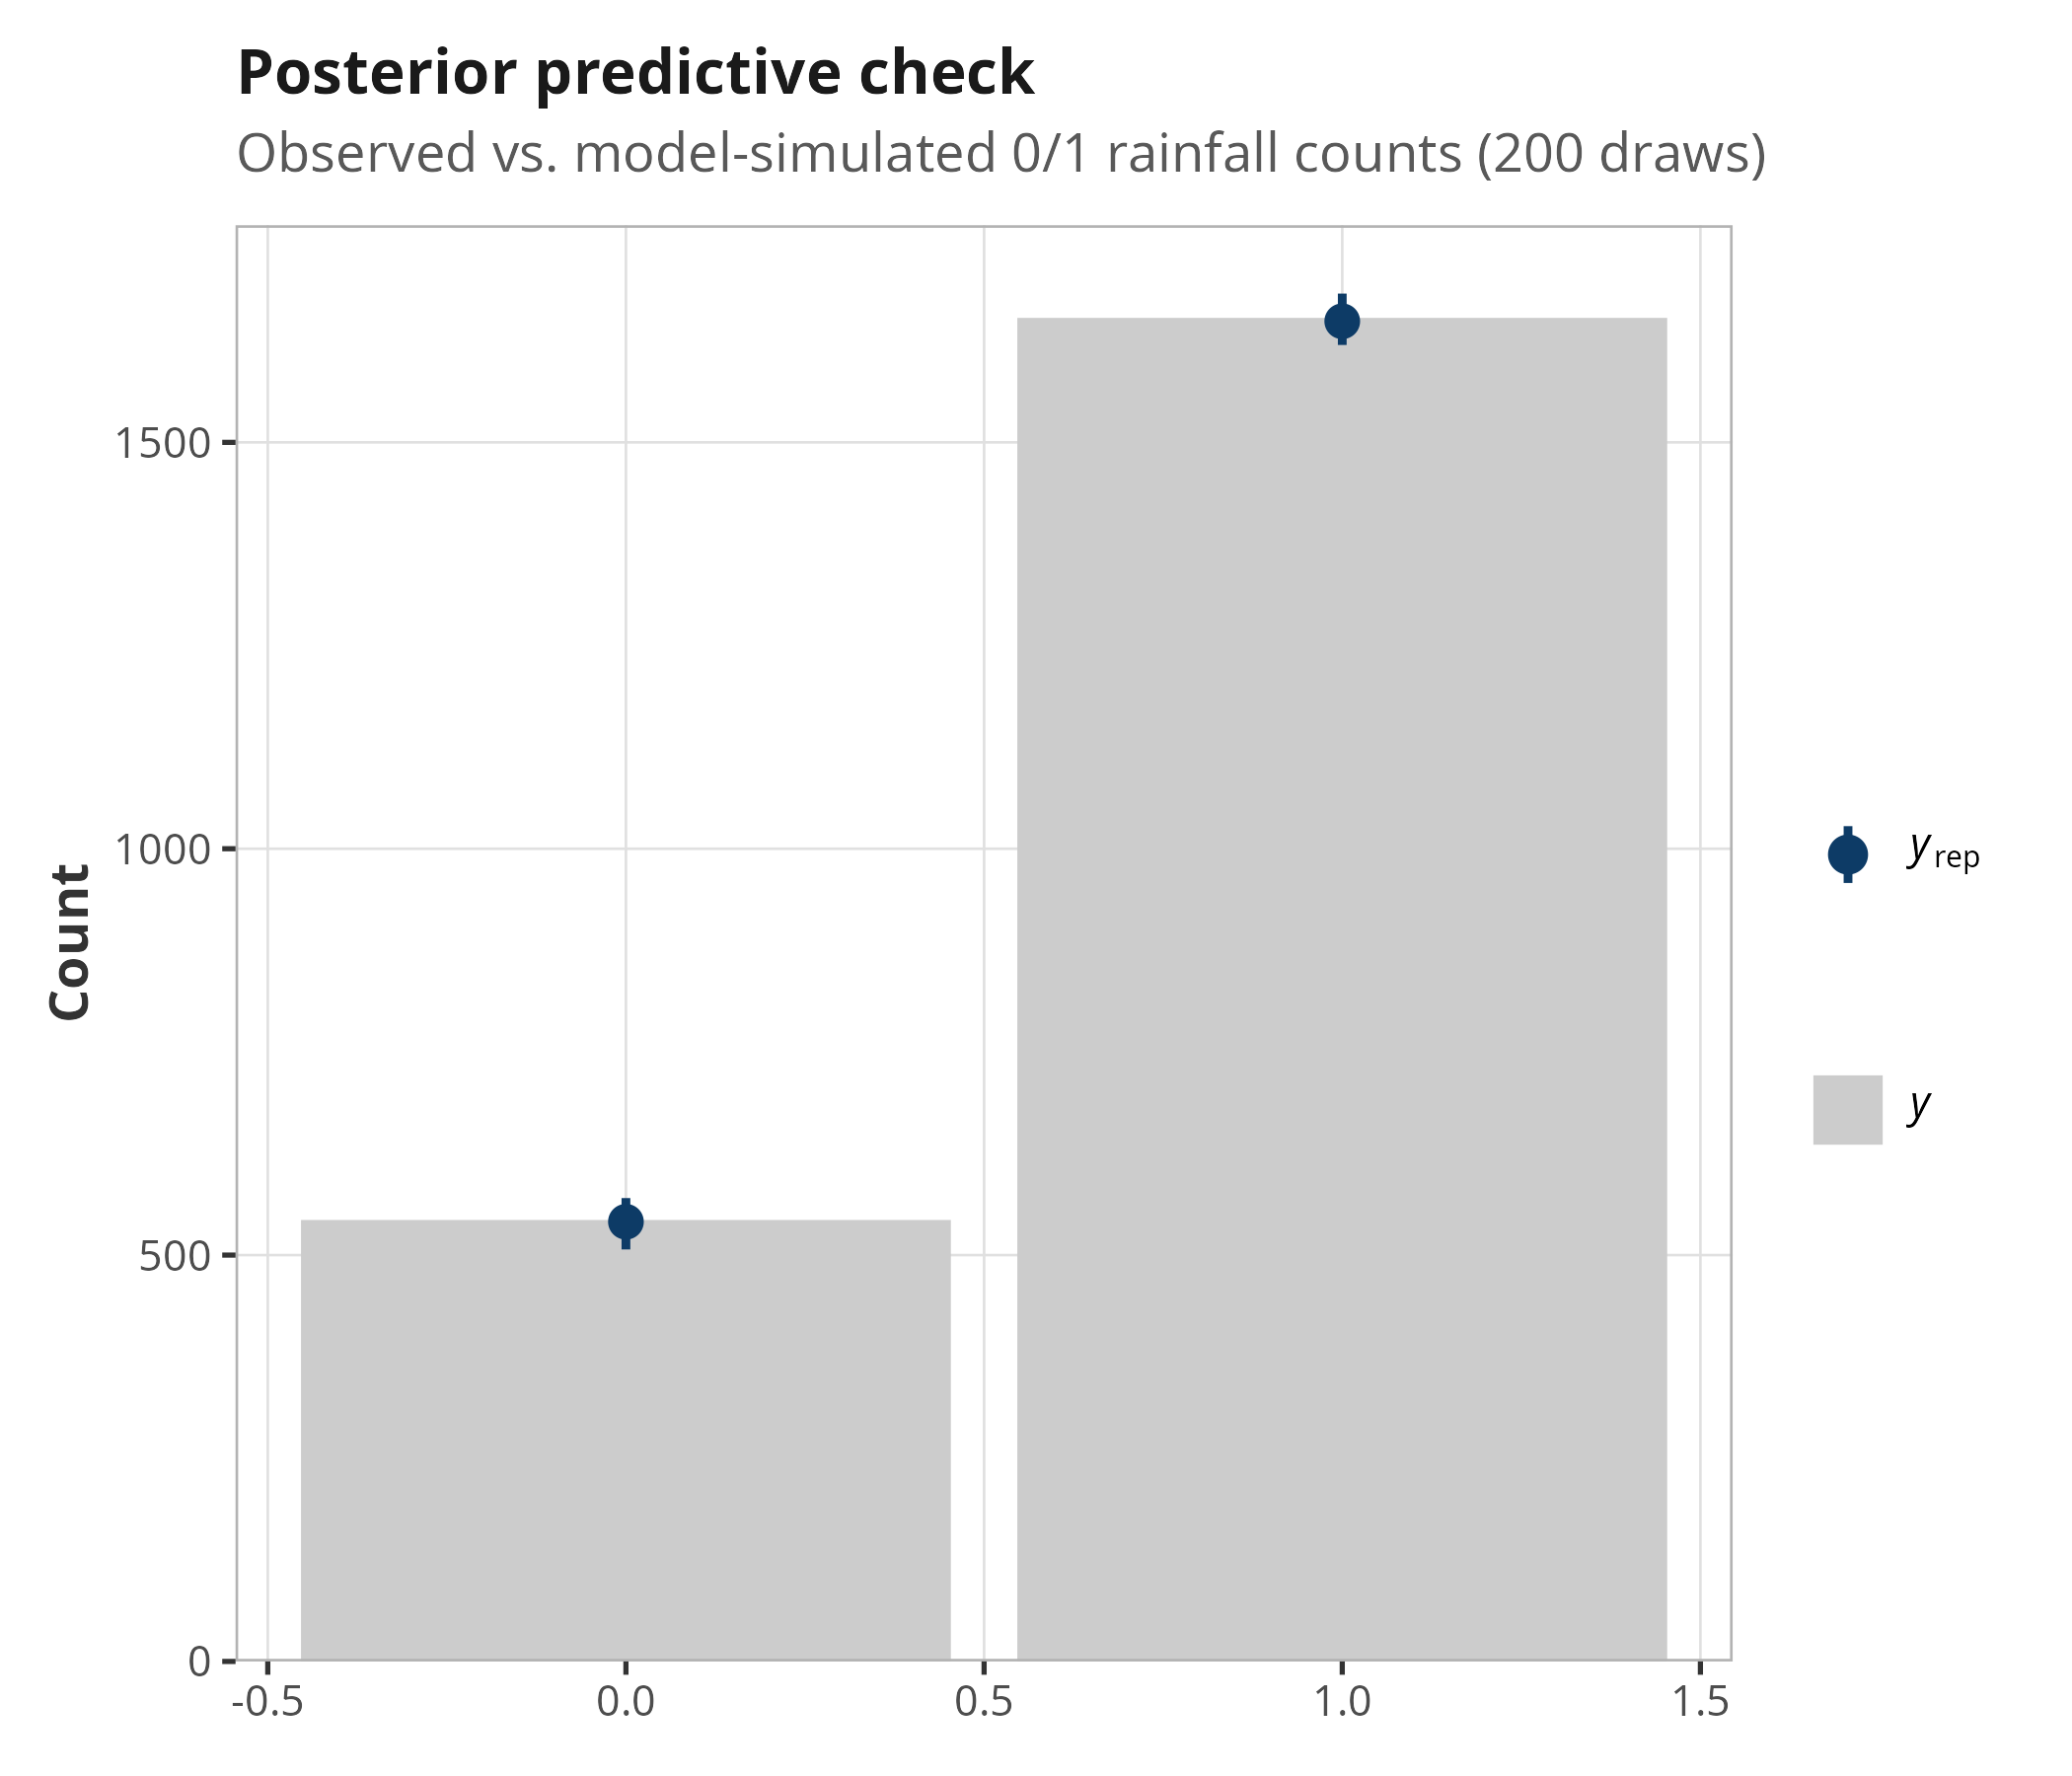 Posterior predictive check
Observed vs. model-simulated 0/1 rainfall counts (200 draws)
Count
1500
1000
500
0
-0.5
0.0
0.5
1.0
1.5
yrep
y